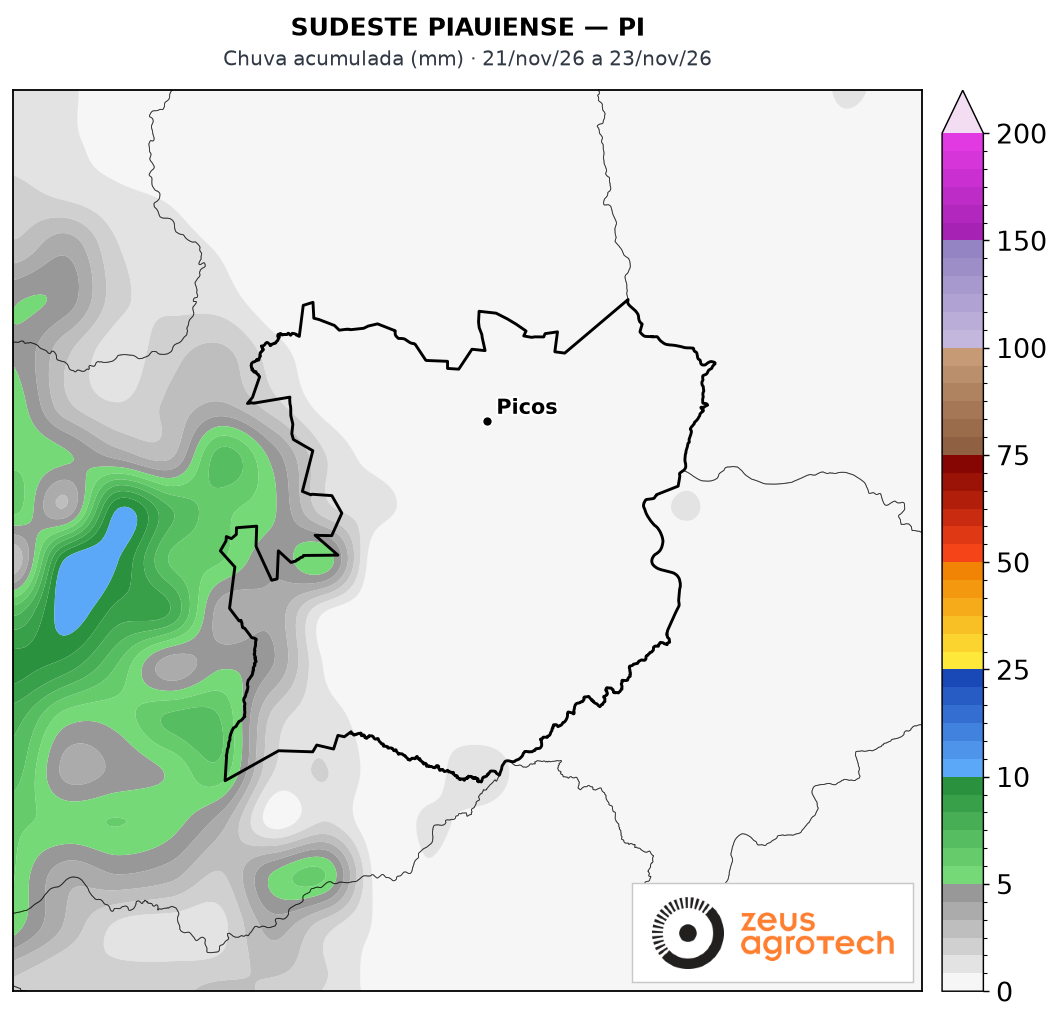 SUDESTE PIAUIENSE — PI
Chuva acumulada (mm) · 21/nov/26 a 23/nov/26
200
150
100
75
50
25
10
5
0
Picos
zeus
agrotech